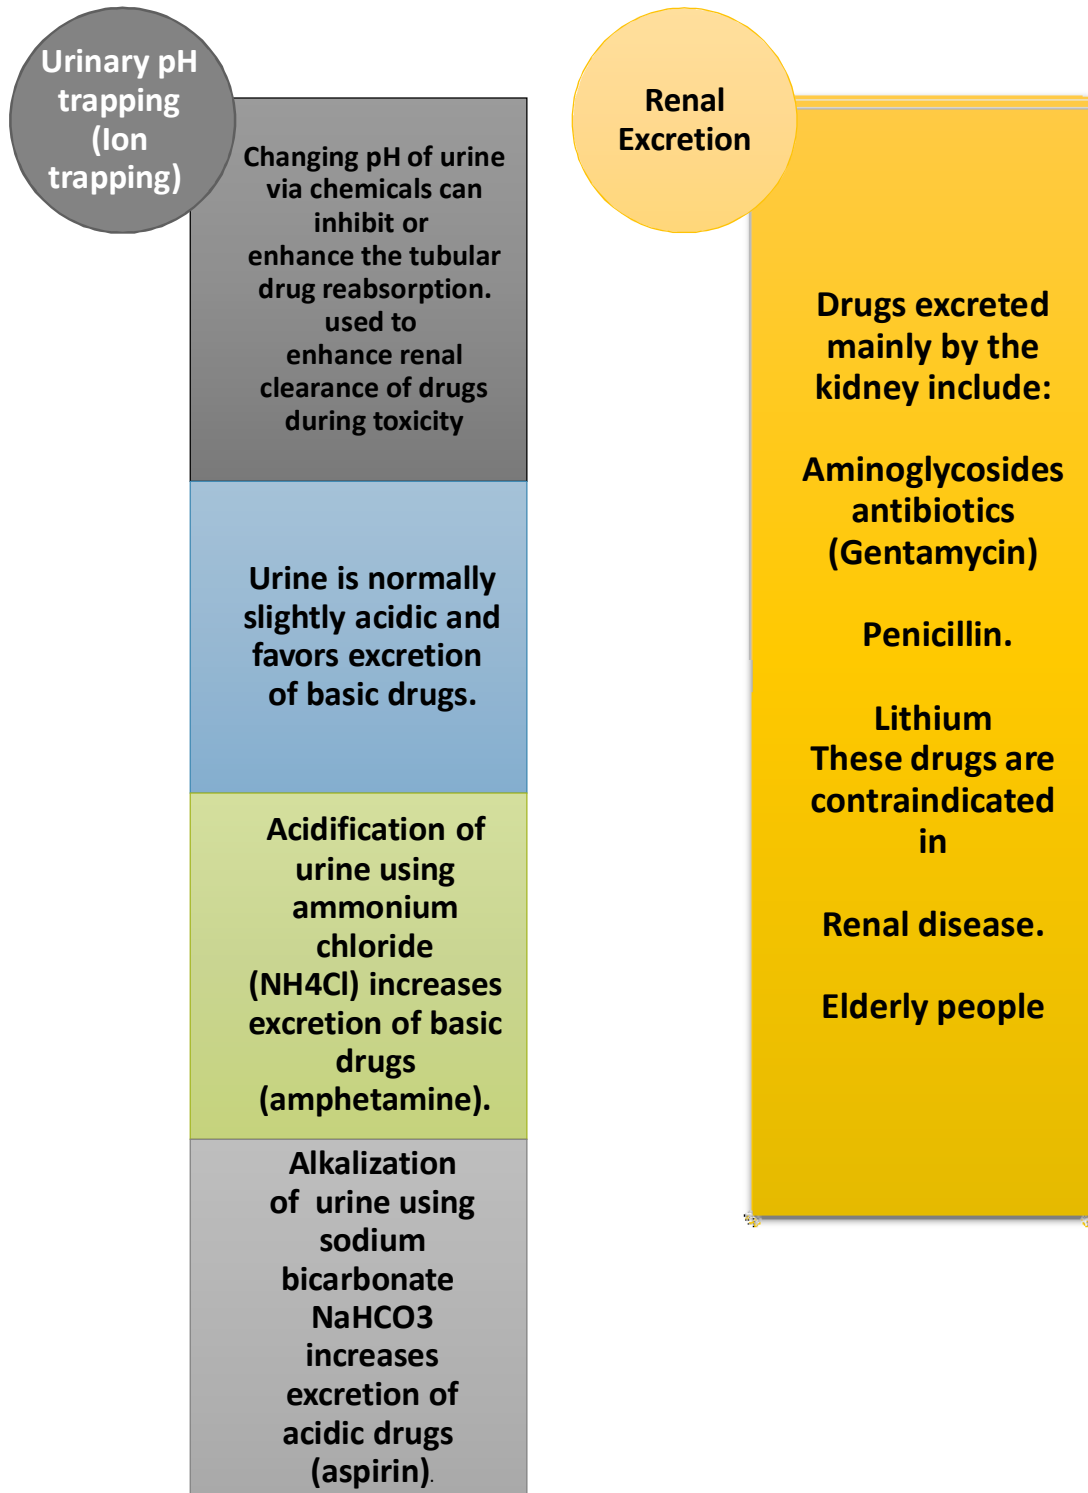 Urinary pH
trapping
(Ion
trapping)
Changing pH of urine
via chemicals can
inhibit or
enhance the tubular
drug reabsorption.
used to
enhance renal
clearance of drugs
during toxicity
Urine is normally
slightly acidic and
favors excretion
of basic drugs.
Acidification of
urine using
ammonium
chloride
(NH4Cl) increases
excretion of basic
drugs
(amphetamine).
Alkalization
of urine using
sodium
bicarbonate
NaHCO3
increases
excretion of
acidic drugs
(aspirin).
Renal
Excretion
Drugs excreted
mainly by the
kidney include:
Aminoglycosides
antibiotics
(Gentamycin)
Penicillin.
Lithium
These drugs are
contraindicated
in
Renal disease.
Elderly people